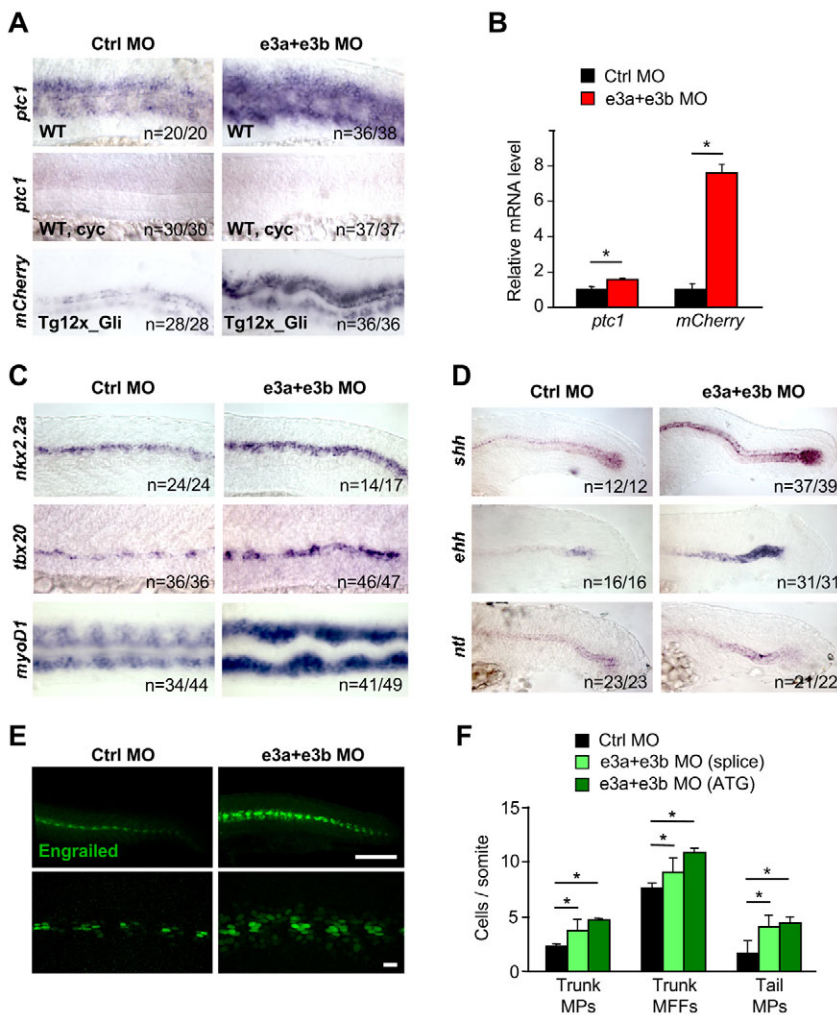 A
Ctrl MO
e3a+e3b MO
ptc1
WT
n=20/20
WT
n=36/38
ptc1
WT, cyc
n=30/30
WT, cyc
n=37/37
mCherry
Tg12x_Gli
n=28/28
Tg12x_Gli
n=36/36
B
Ctrl MO
e3a+e3b MO
Relative mRNA level
8
6
4
2
0
*
*
ptc1
mCherry
C
Ctrl MO
e3a+e3b MO
nkx2.2a
n=24/24
n=14/17
tbx20
n=36/36
n=46/47
myoD1
n=34/44
n=41/49
D
Ctrl MO
e3a+e3b MO
shh
n=12/12
n=37/39
ehh
n=16/16
n=31/31
ntl
n=23/23
n=21/22
E
Ctrl MO
e3a+e3b MO
Engrailed
F
Ctrl MO
e3a+e3b MO (splice)
e3a+e3b MO (ATG)
Cells / somite
15
10
5
0
*
*
*
*
*
*
Trunk MPs
Trunk MFFs
Tail MPs